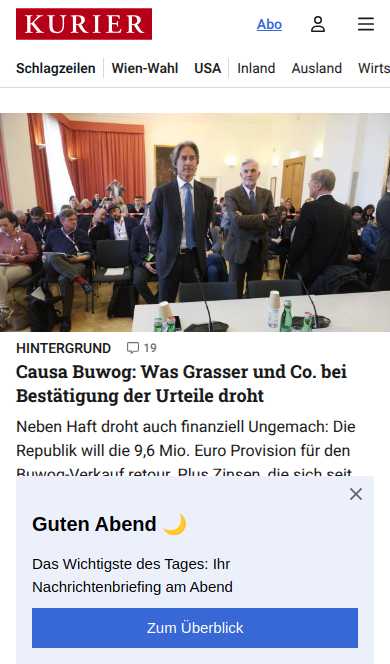 KURIER
Abo
Schlagzeilen Wien-Wahl USA Inland Ausland Wirts
HINTERGRUND 19
Causa Buwog: Was Grasser und Co. bei
Bestätigung der Urteile droht
Neben Haft droht auch finanziell Ungemach: Die
Republik will die 9,6 Mio. Euro Provision für den
Buwog-Verkauf retour. Plus Zinsen, die sich seit
Guten Abend 🌙
Das Wichtigste des Tages: Ihr
Nachrichtenbriefing am Abend
Zum Überblick